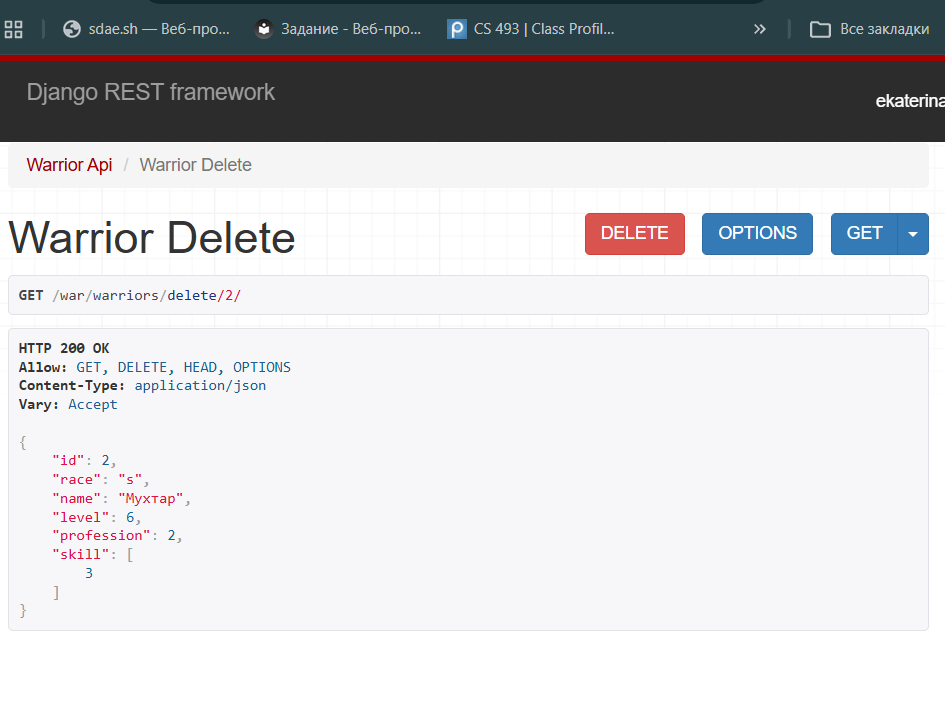 sdae.sh — Веб-про... Задание - Веб-про... CS 493 | Class Profil... » Все закладки
Django REST framework
ekaterina
Warrior Api / Warrior Delete
Warrior Delete DELETE OPTIONS GET
GET /war/warriors/delete/2/
HTTP 200 OK
Allow: GET, DELETE, HEAD, OPTIONS
Content-Type: application/json
Vary: Accept
{
    "id": 2,
    "race": "s",
    "name": "Мухтар",
    "level": 6,
    "profession": 2,
    "skill": [
        3
    ]
}